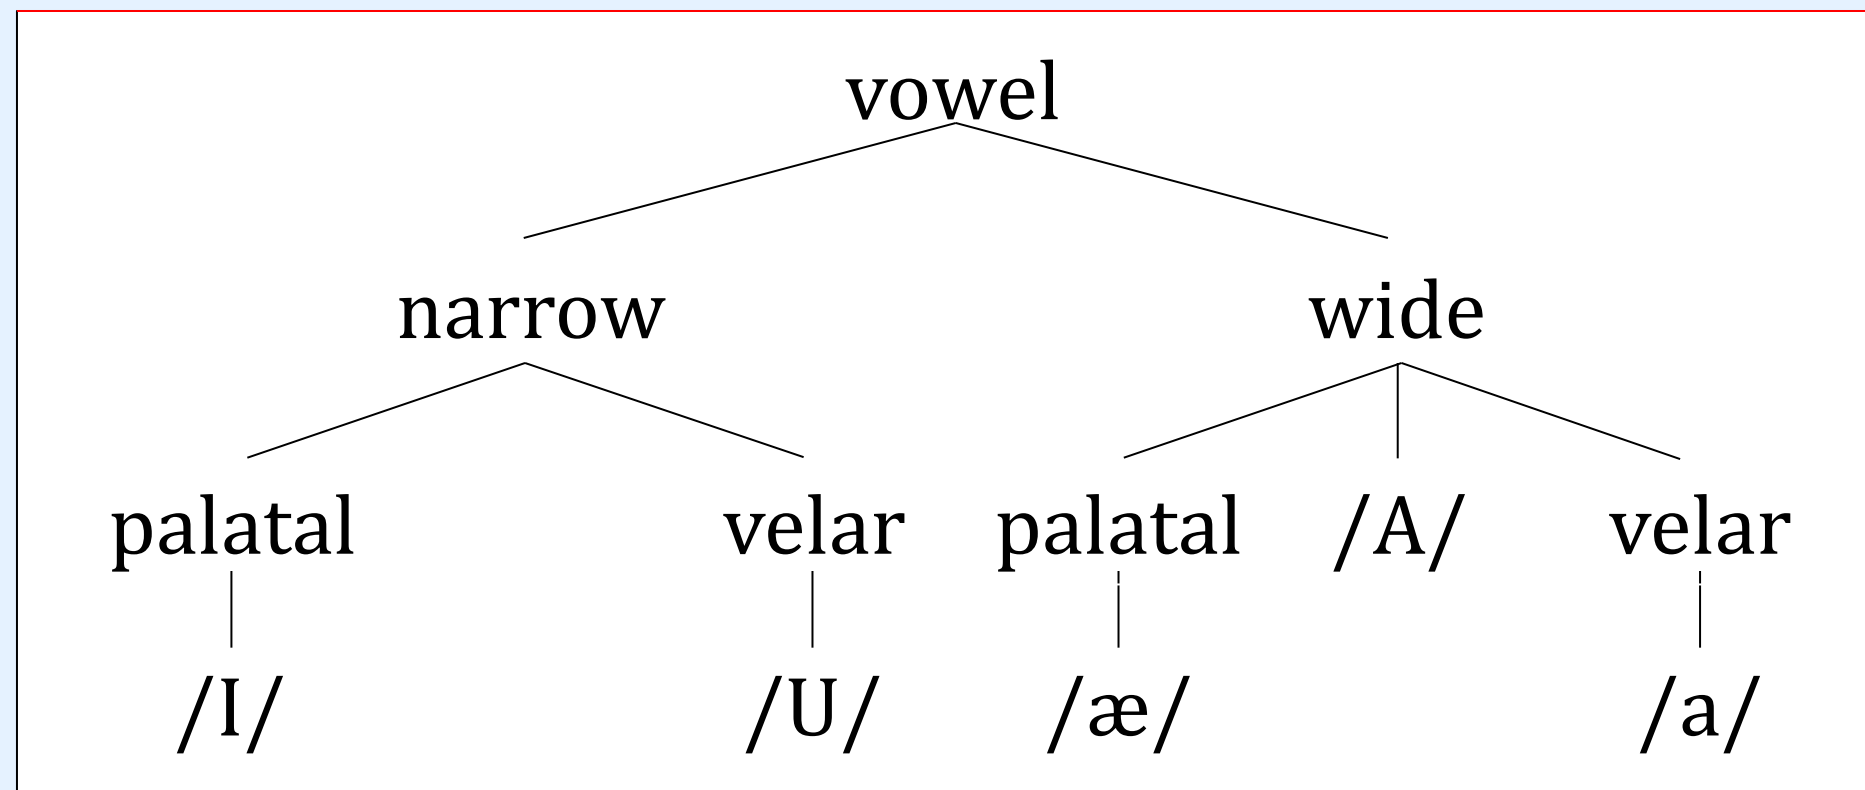 vowel
narrow wide
palatal velar palatal /A/ velar
/I/ /U/ /æ/ /a/